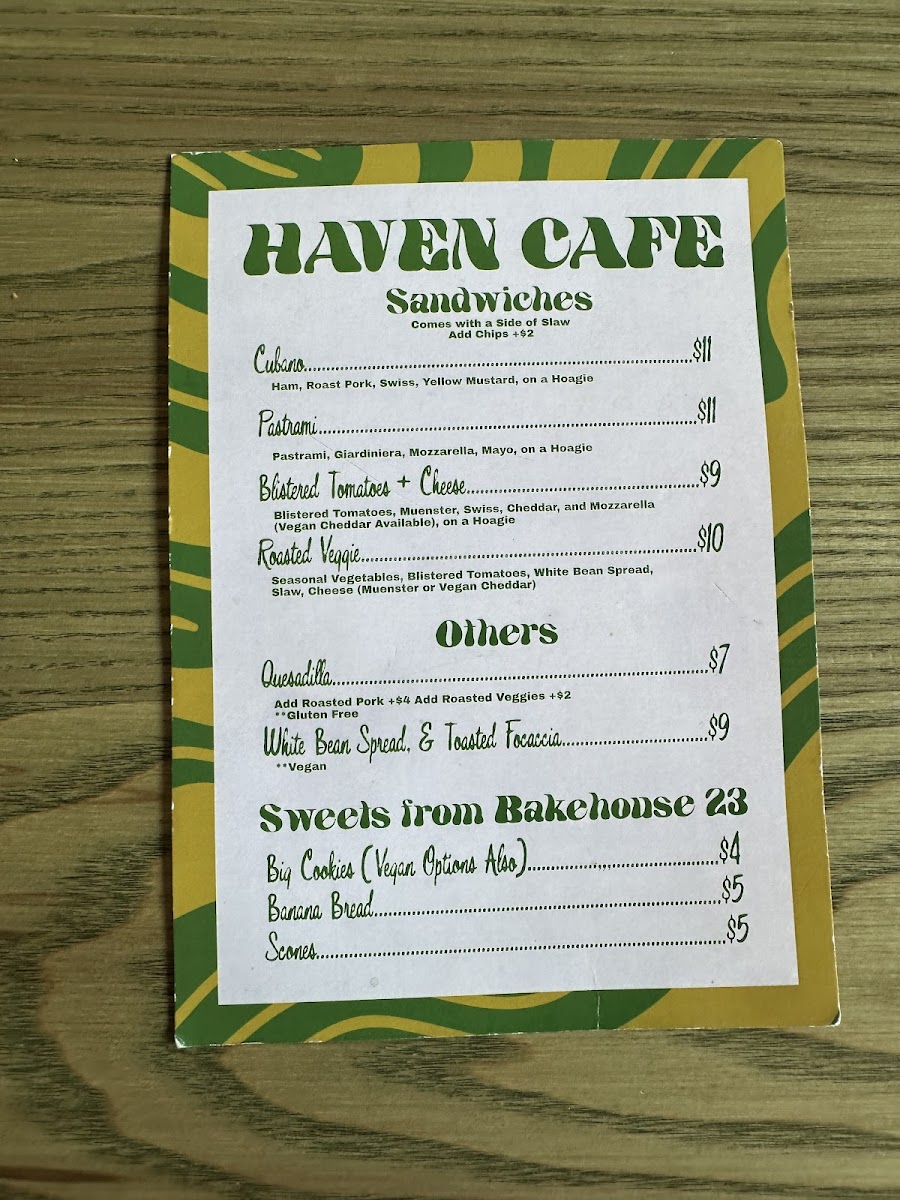 HAVEN CAFE
Sandwiches
Comes with a Side of Slaw
Add Chips +$2
Cubano........................$11
Ham, Roast Pork, Swiss, Yellow Mustard, on a Hoagie
Pastrami........................$11
Pastrami, Giardiniera, Mozzarella, Mayo, on a Hoagie
Blistered Tomatoes + Cheese........................$9
Blistered Tomatoes, Muenster, Swiss, Cheddar, and Mozzarella
(Vegan Cheddar Available), on a Hoagie
Roasted Veggie........................$10
Seasonal Vegetables, Blistered Tomatoes, White Bean Spread,
Slaw, Cheese (Muenster or Vegan Cheddar)
Others
Quesadilla........................$7
Add Roasted Pork +$4 Add Roasted Veggies +$2
**Gluten Free
White Bean Spread, & Toasted Focaccia........................$9
**Vegan
Sweets from Bakehouse 23
Big Cookies (Vegan Options Also)............,,,............$4
Banana Bread........................$5
Scones........................$5